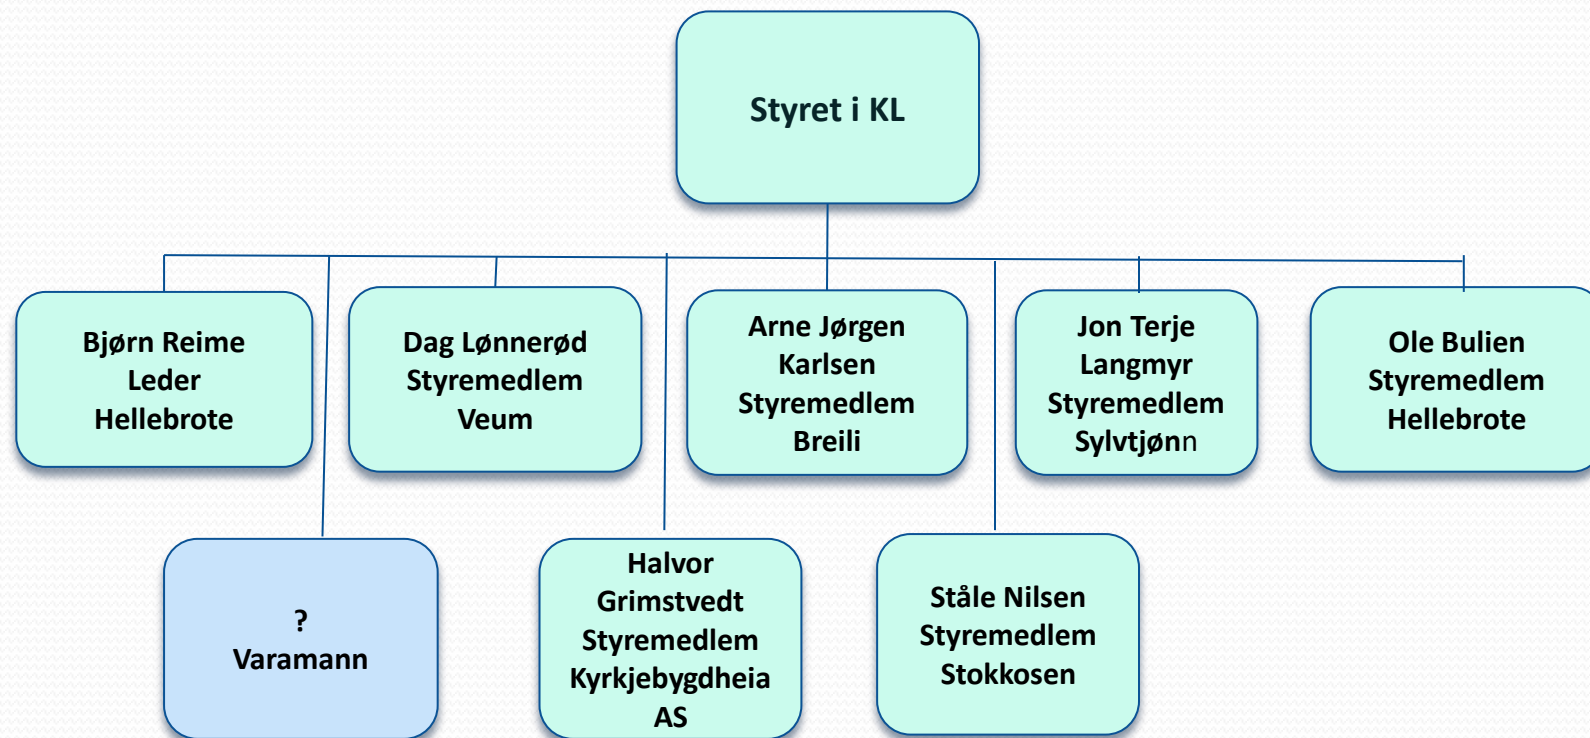 Styret i KL
Bjørn Reime
Leder
Hellebrote
Dag Lønnerød
Styremedlem
Veum
Arne Jørgen
Karlsen
Styremedlem
Breili
Jon Terje
Langmyr
Styremedlem
Sylvtjønn
Ole Bulien
Styremedlem
Hellebrote
?
Varamann
Halvor
Grimstvedt
Styremedlem
Kyrkjebygdheia
AS
Ståle Nilsen
Styremedlem
Stokkosen